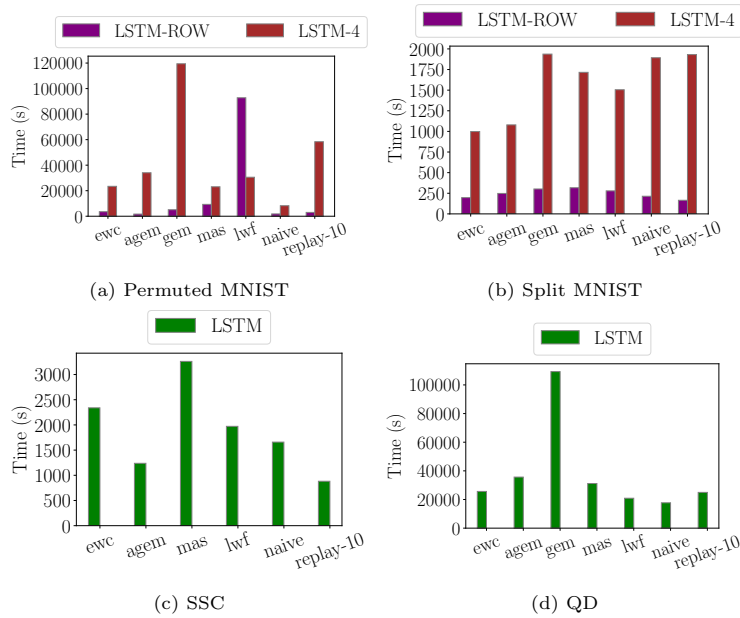 LSTM-ROW LSTM-4
Time (s)
120000
100000
80000
60000
40000
20000
0
ewc agem gem mas lwf naive replay-10
(a) Permuted MNIST
LSTM-ROW LSTM-4
Time (s)
2000
1750
1500
1250
1000
750
500
250
0
ewc agem gem mas lwf naive replay-10
(b) Split MNIST
LSTM
Time (s)
3000
2500
2000
1500
1000
500
0
ewc agem mas lwf naive replay-10
(c) SSC
LSTM
Time (s)
100000
80000
60000
40000
20000
0
ewc agem gem mas lwf naive replay-10
(d) QD